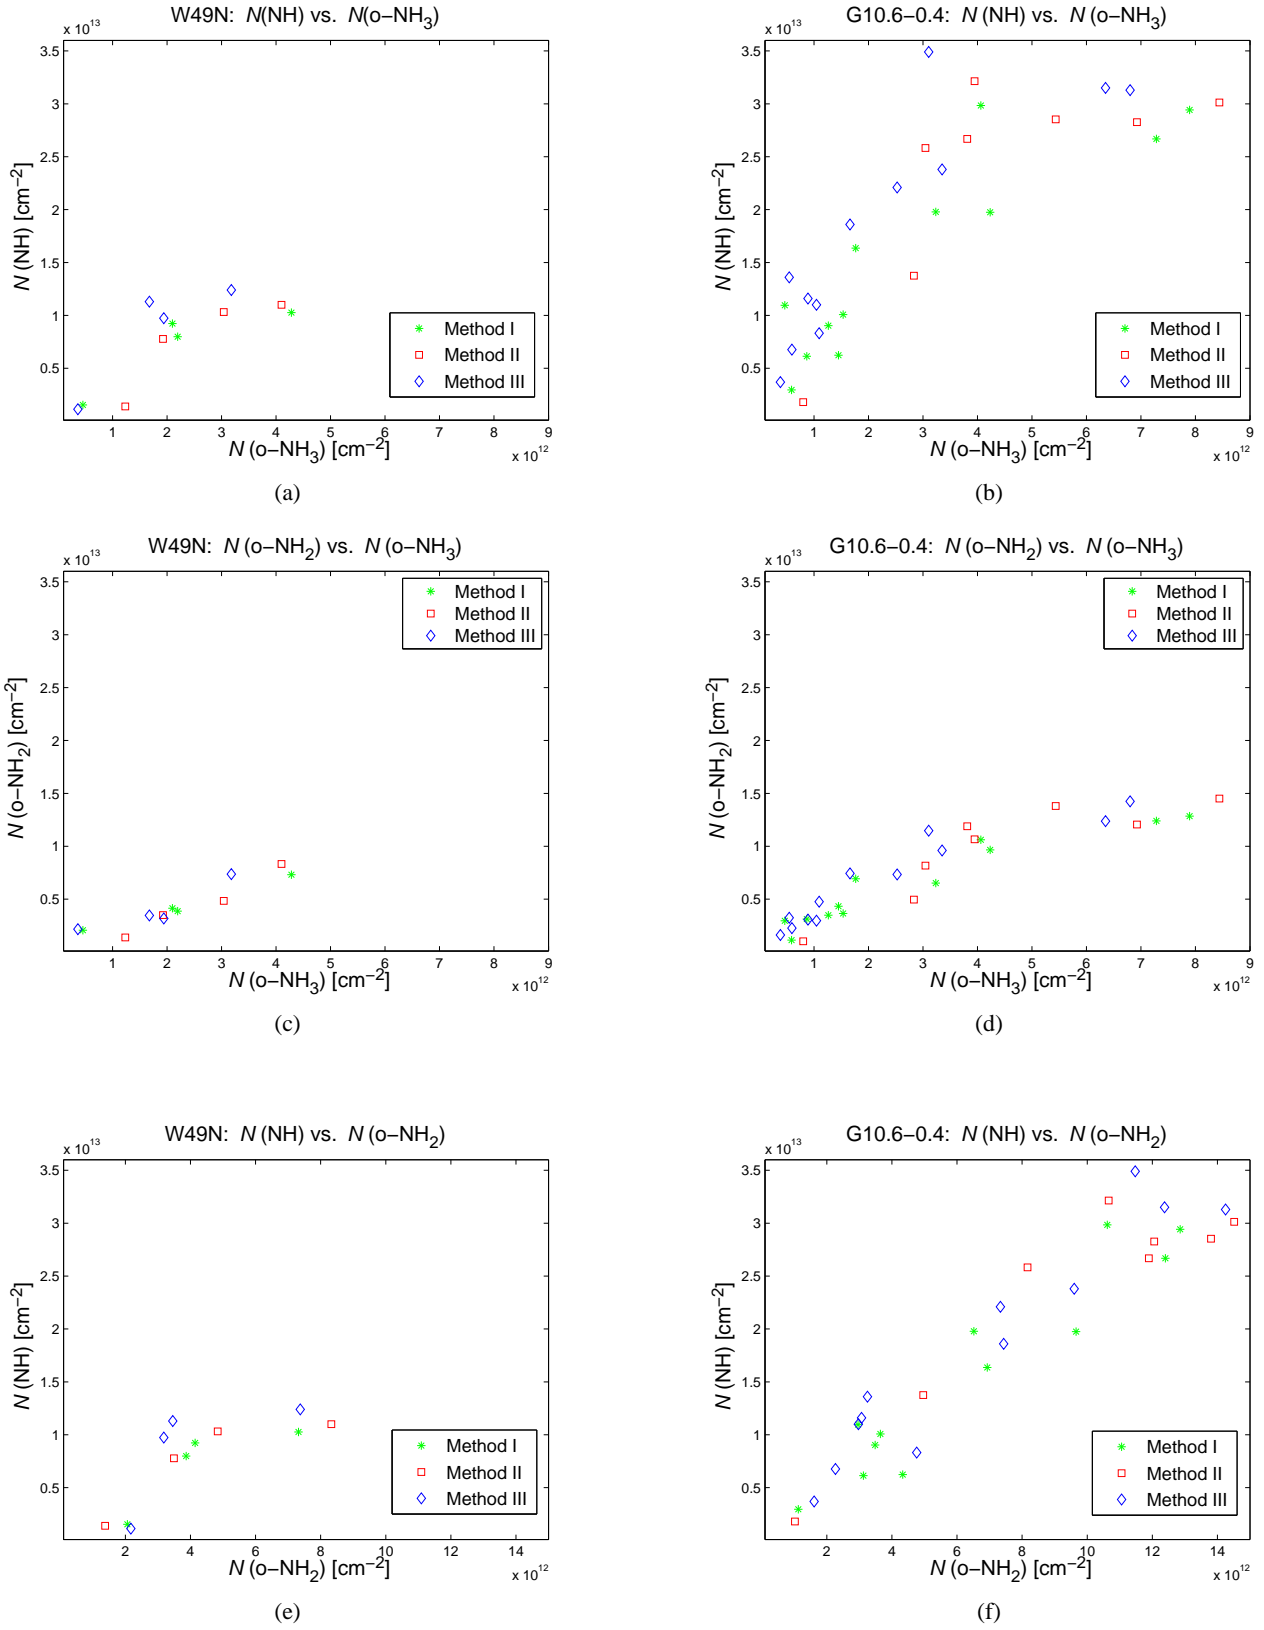 W49N: N(NH) vs. N(o−NH3)
x 10^13
3.5
3
2.5
2
1.5
1
0.5
N (NH) [cm−2]
Method I
Method II
Method III
1 2 3 4 5 6 7 8 9
N (o−NH3) [cm−2]
x 10^12
(a)
G10.6−0.4: N (NH) vs. N (o−NH3)
x 10^13
3.5
3
2.5
2
1.5
1
0.5
N (NH) [cm−2]
Method I
Method II
Method III
1 2 3 4 5 6 7 8 9
N (o−NH3) [cm−2]
x 10^12
(b)
W49N: N (o−NH2) vs. N (o−NH3)
x 10^13
3.5
3
2.5
2
1.5
1
0.5
N (o−NH2) [cm−2]
Method I
Method II
Method III
1 2 3 4 5 6 7 8 9
N (o−NH3) [cm−2]
x 10^12
(c)
G10.6−0.4: N (o−NH2) vs. N (o−NH3)
x 10^13
3.5
3
2.5
2
1.5
1
0.5
N (o−NH2) [cm−2]
Method I
Method II
Method III
1 2 3 4 5 6 7 8 9
N (o−NH3) [cm−2]
x 10^12
(d)
W49N: N (NH) vs. N (o−NH2)
x 10^13
3.5
3
2.5
2
1.5
1
0.5
N (NH) [cm−2]
Method I
Method II
Method III
2 4 6 8 10 12 14
N (o−NH2) [cm−2]
x 10^12
(e)
G10.6−0.4: N (NH) vs. N (o−NH2)
x 10^13
3.5
3
2.5
2
1.5
1
0.5
N (NH) [cm−2]
Method I
Method II
Method III
2 4 6 8 10 12 14
N (o−NH2) [cm−2]
x 10^12
(f)